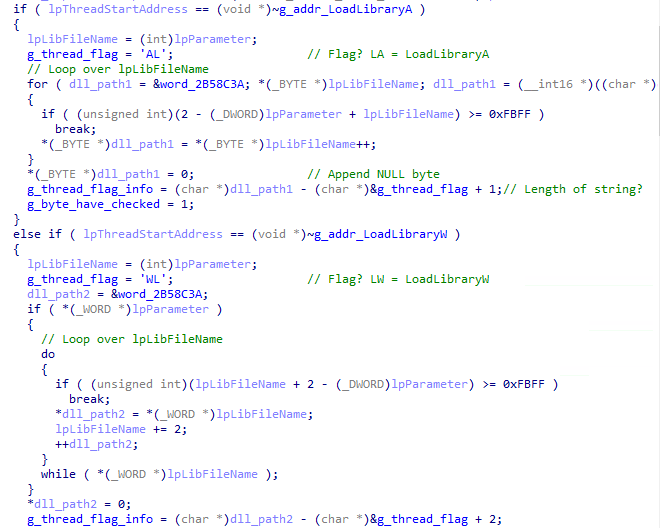 if ( lpThreadStartAddress == (void *)~g_addr_LoadLibraryA )
{
  lpLibFileName = (int)lpParameter;
  g_thread_flag = 'AL';                   // Flag? LA = LoadLibraryA
  // Loop over lpLibFileName
  for ( dll_path1 = &word_2B58C3A; *(_BYTE *)lpLibFileName; dll_path1 = (__int16 *)((char *)
  {
    if ( (unsigned int)(2 - (_DWORD)lpParameter + lpLibFileName) >= 0xFBFF )
      break;
    *(_BYTE *)dll_path1 = *(_BYTE *)lpLibFileName++;
  }
  *(_BYTE *)dll_path1 = 0;                // Append NULL byte
  g_thread_flag_info = (char *)dll_path1 - (char *)&g_thread_flag + 1;// Length of string?
  g_byte_have_checked = 1;
}
else if ( lpThreadStartAddress == (void *)~g_addr_LoadLibraryW )
{
  lpLibFileName = (int)lpParameter;
  g_thread_flag = 'WL';                   // Flag? LW = LoadLibraryW
  dll_path2 = &word_2B58C3A;
  if ( *(_WORD *)lpParameter )
  {
    // Loop over lpLibFileName
    do
    {
      if ( (unsigned int)(lpLibFileName + 2 - (_DWORD)lpParameter) >= 0xFBFF )
        break;
      *dll_path2 = *(_WORD *)lpLibFileName;
      lpLibFileName += 2;
      ++dll_path2;
    }
    while ( *(_WORD *)lpLibFileName );
  }
  *dll_path2 = 0;
  g_thread_flag_info = (char *)dll_path2 - (char *)&g_thread_flag + 2;